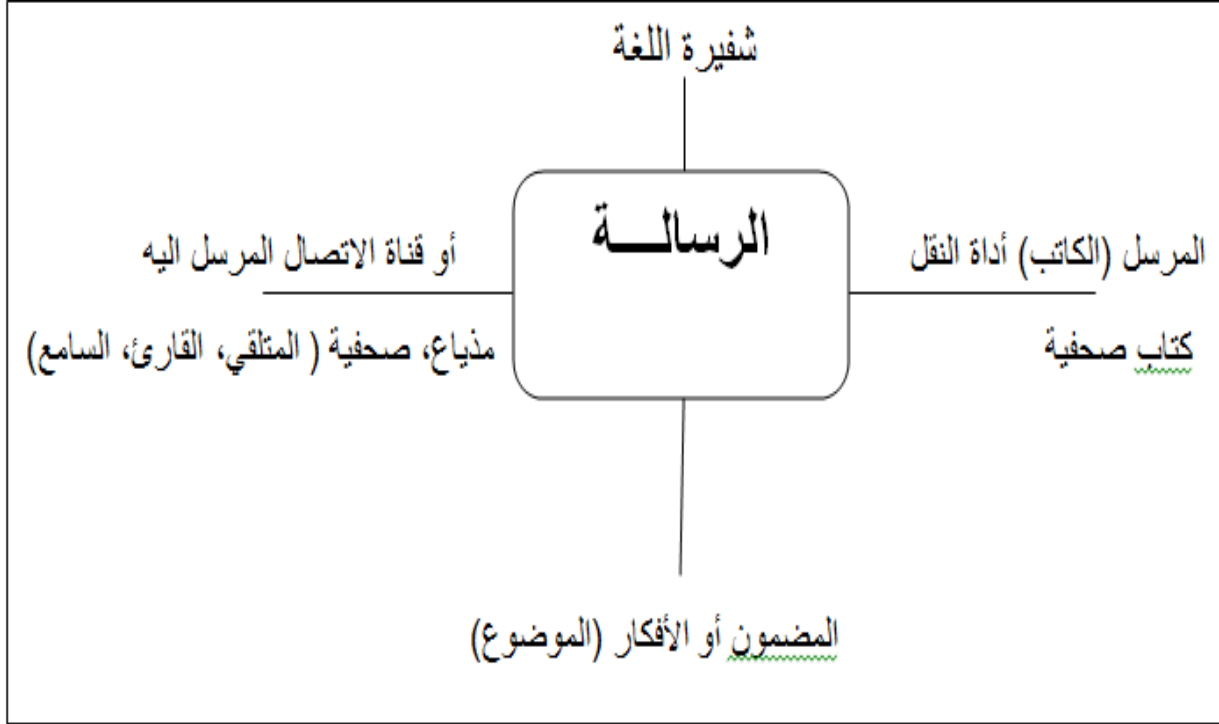 شفيرة اللغة
الرسالـــة
المرسل (الكاتب) أداة النقل
أو قناة الاتصال المرسل اليه
كتاب صحفية
مذياع، صحفية ( المتلقي، القارئ، السامع)
المضمون أو الأفكار (الموضوع)